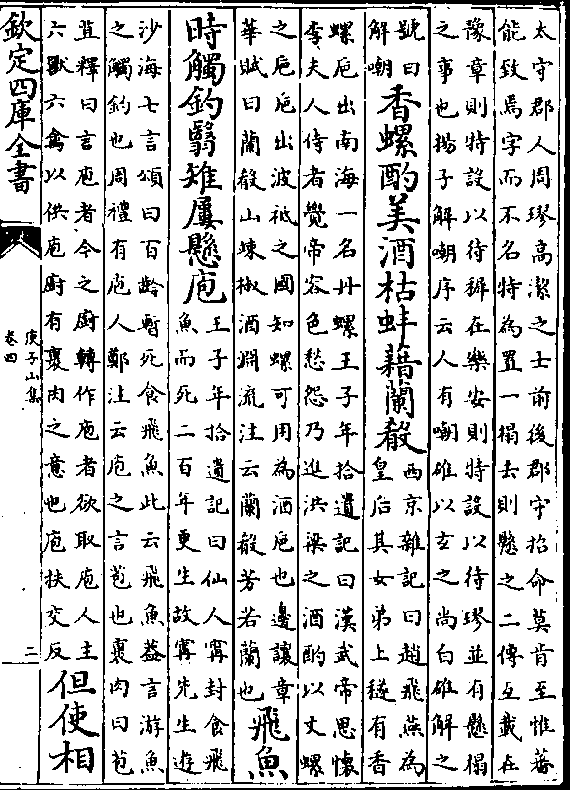 太守郡人周璆髙潔之士前後郡守招命莫肯至惟蕃
能致焉字而不名特為置一榻去則懸之二傳互載在
豫章則特設以待穉在樂安則特設以待璆並有懸榻
之事也揚子解嘲序云人有嘲雄以玄之尚白雄解之
號曰
解嘲
香螺酌美酒枯蚌藉蘭殽
西京雜記曰趙飛燕為
皇后其女弟上襚有香
螺巵出南海一名丹螺王子年拾遺記曰漢武帝思懐
李夫人侍者覺帝容色愁怨乃進洪梁之酒酌以丈螺
之巵巵出波祗之國知螺可用為酒巵也邊讓章
華賦曰蘭殽山竦椒酒淵流注云蘭殽芳若蘭也
飛魚
時觸釣翳雉屢懸庖
王子年拾遺記曰仙人寗封食飛
魚而死二百年更生故寗先生遊
沙海七言頌曰百齡暫死食飛魚此云飛魚葢言游魚
之觸釣也周禮有庖人鄭注云庖之言苞也裹肉曰苞
苴釋曰言庖者今之廚轉作庖者欲取庖人主
六獸六禽以供庖廚有裹肉之意也庖扶交反
但使相
欽定四庫全書
庾子山集
卷四
二